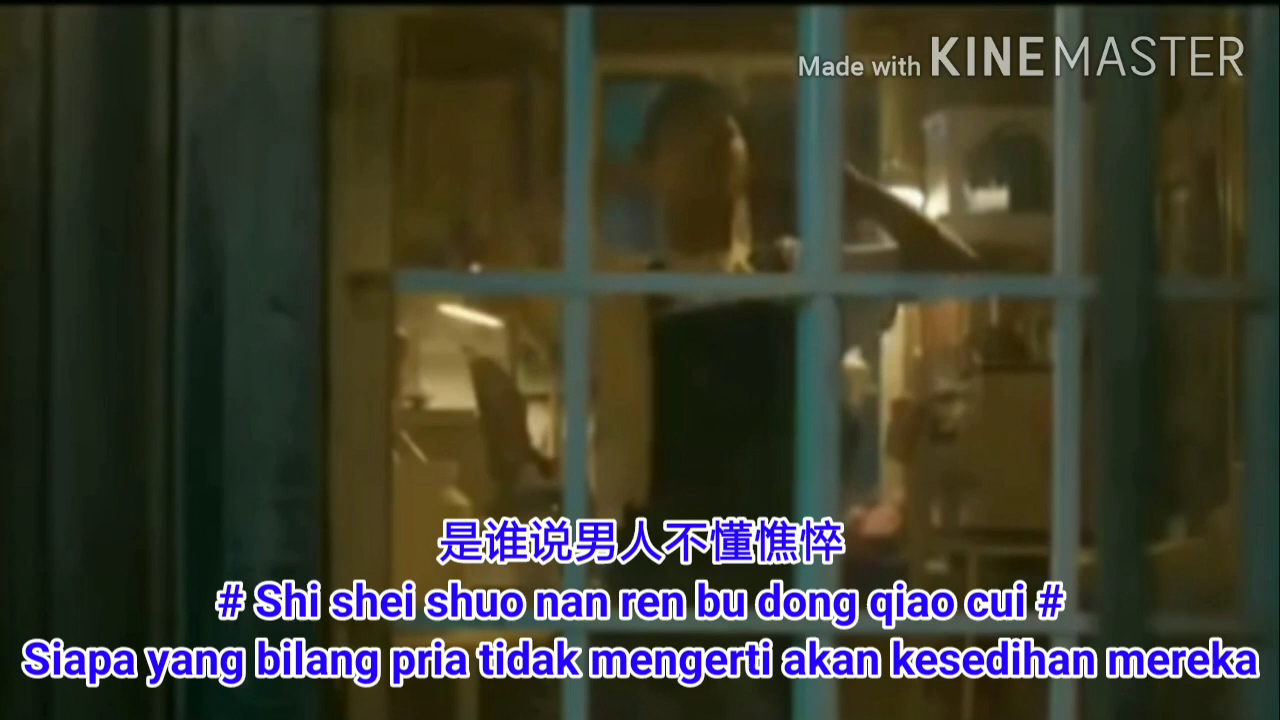 Made with KINEMASTER
是谁说男人不懂憔悴
# Shi shei shuo nan ren bu dong qiao cui #
Siapa yang bilang pria tidak mengerti akan kesedihan mereka